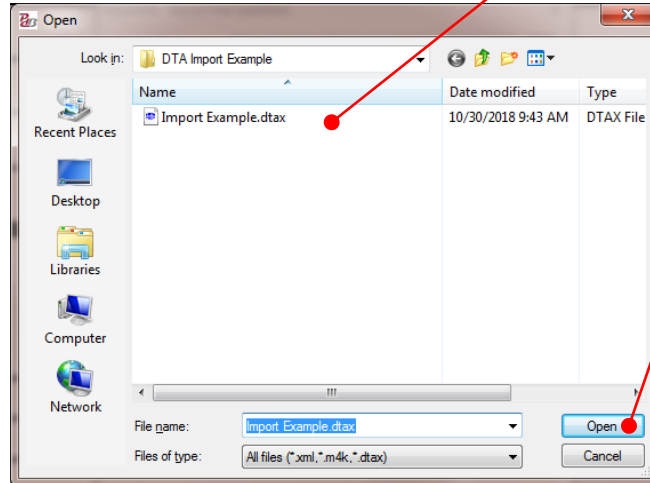 Open
Look in: DTA Import Example
Name Date modified Type
Import Example.dtax 10/30/2018 9:43 AM DTAX File
Recent Places
Desktop
Libraries
Computer
Network
File name: Import Example.dtax Open
Files of type: All files (*.xml,*.m4k,*.dtax) Cancel